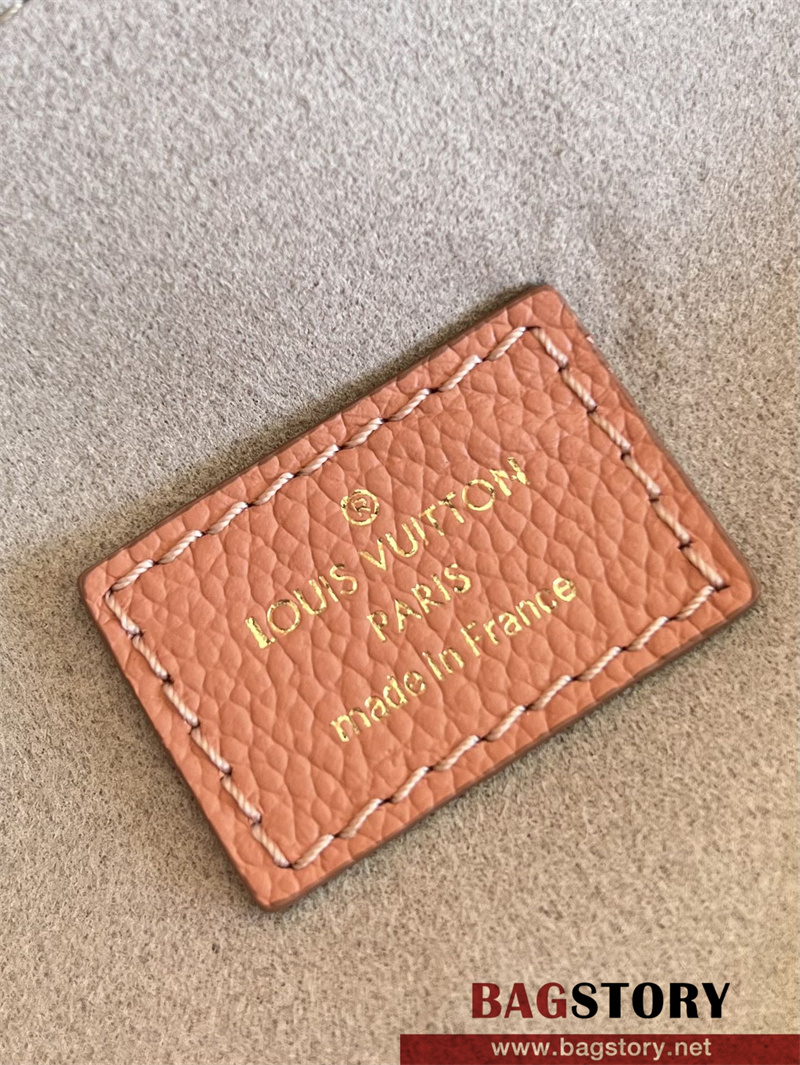 ®
LOUIS VUITTON
PARIS
made in France
BAGSTORY
www.bagstory.net